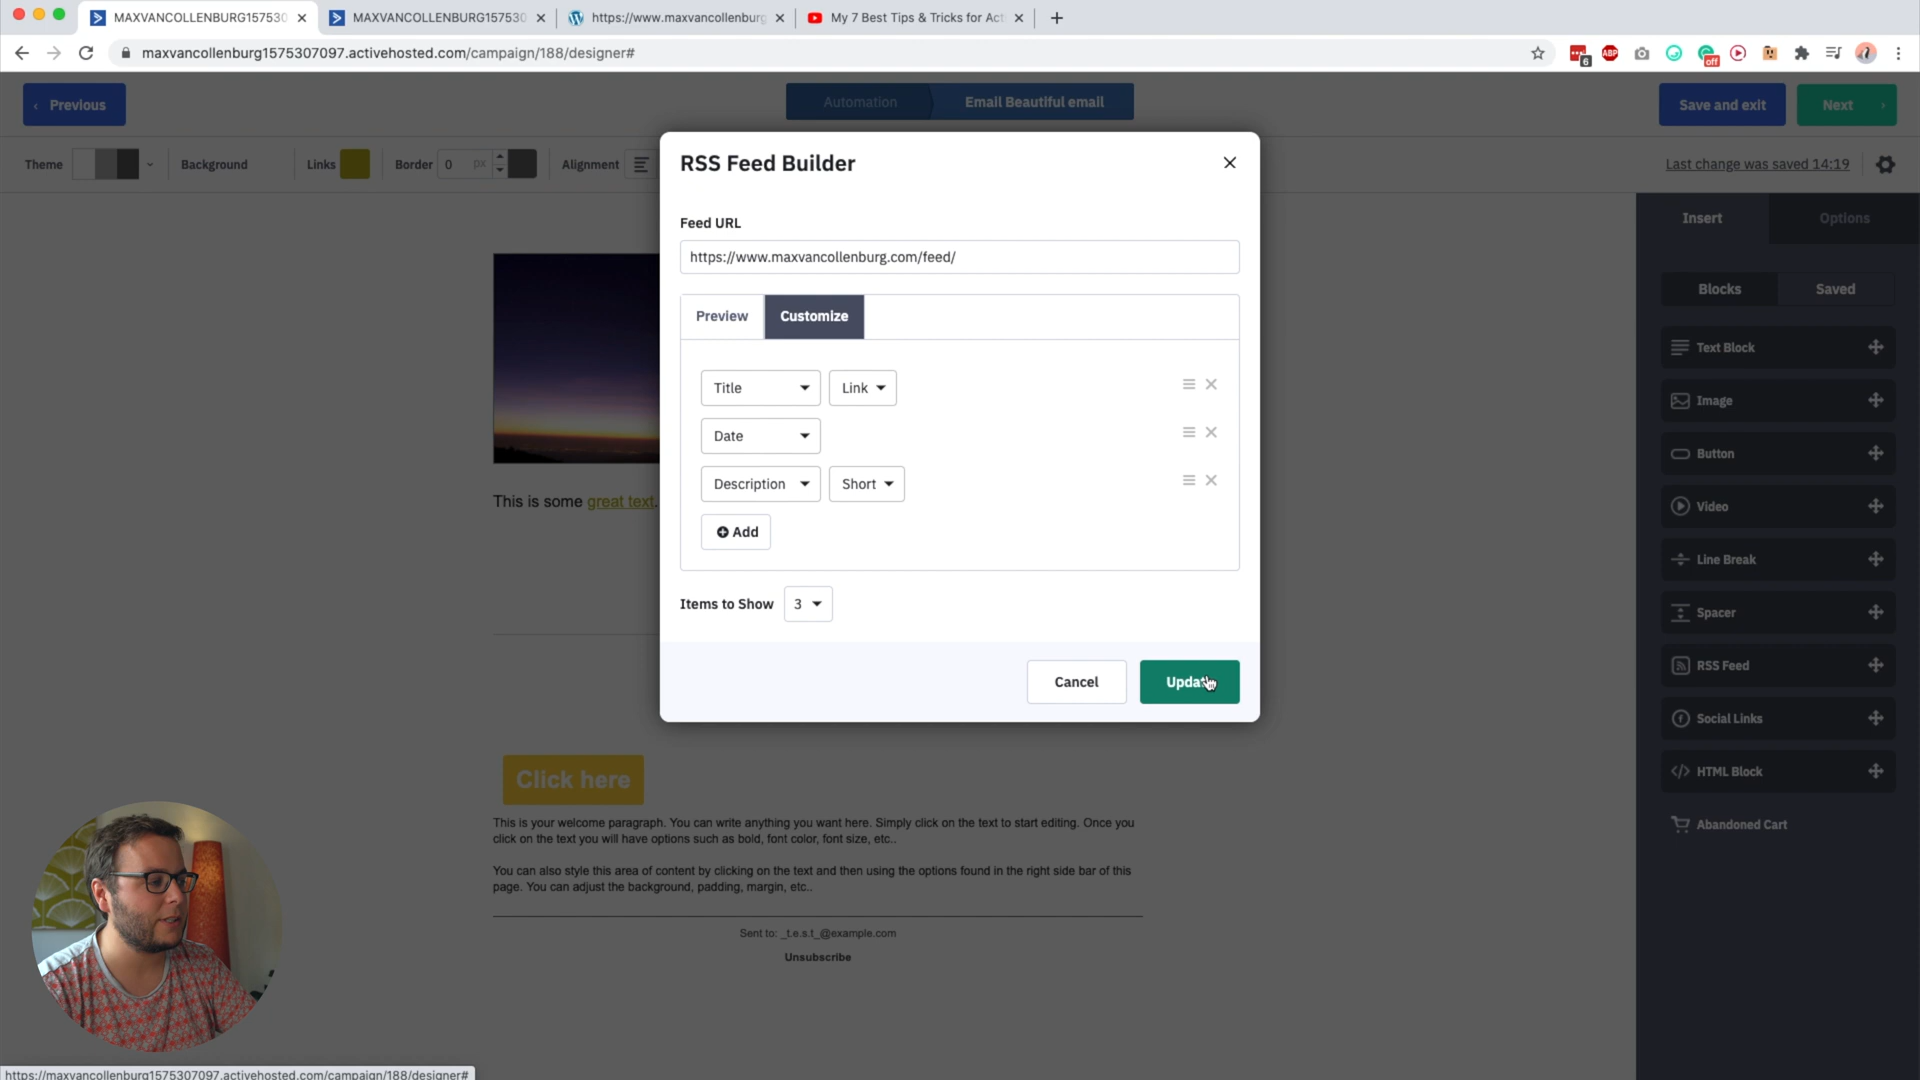 MAXVANCOLLENBURG157530
MAXVANCOLLENBURG157530
https://www.maxvancollenburg
My 7 Best Tips & Tricks for Act
maxvancollenburg1575307097.activehosted.com/campaign/188/designer#
6
ABP
off
Previous
Automation
Email Beautiful email
Save and exit
Next
Theme
Background
Links
Border
0
px
Alignment
Last change was saved 14:19
RSS Feed Builder
Feed URL
https://www.maxvancollenburg.com/feed/
Preview
Customize
Title
Link
Date
Description
Short
Add
Items to Show
3
Cancel
Update
Insert
Options
Blocks
Saved
Text Block
Image
Button
Video
Line Break
Spacer
RSS Feed
Social Links
HTML Block
Abandoned Cart
This is some great text.
Click here
This is your welcome paragraph. You can write anything you want here. Simply click on the text to start editing. Once you
click on the text you will have options such as bold, font color, font size, etc..
You can also style this area of content by clicking on the text and then using the options found in the right side bar of this
page. You can adjust the background, padding, margin, etc..
Sent to: _t.e.s.t_@example.com
Unsubscribe
https://maxvancollenburg1575307097.activehosted.com/campaign/188/designer#